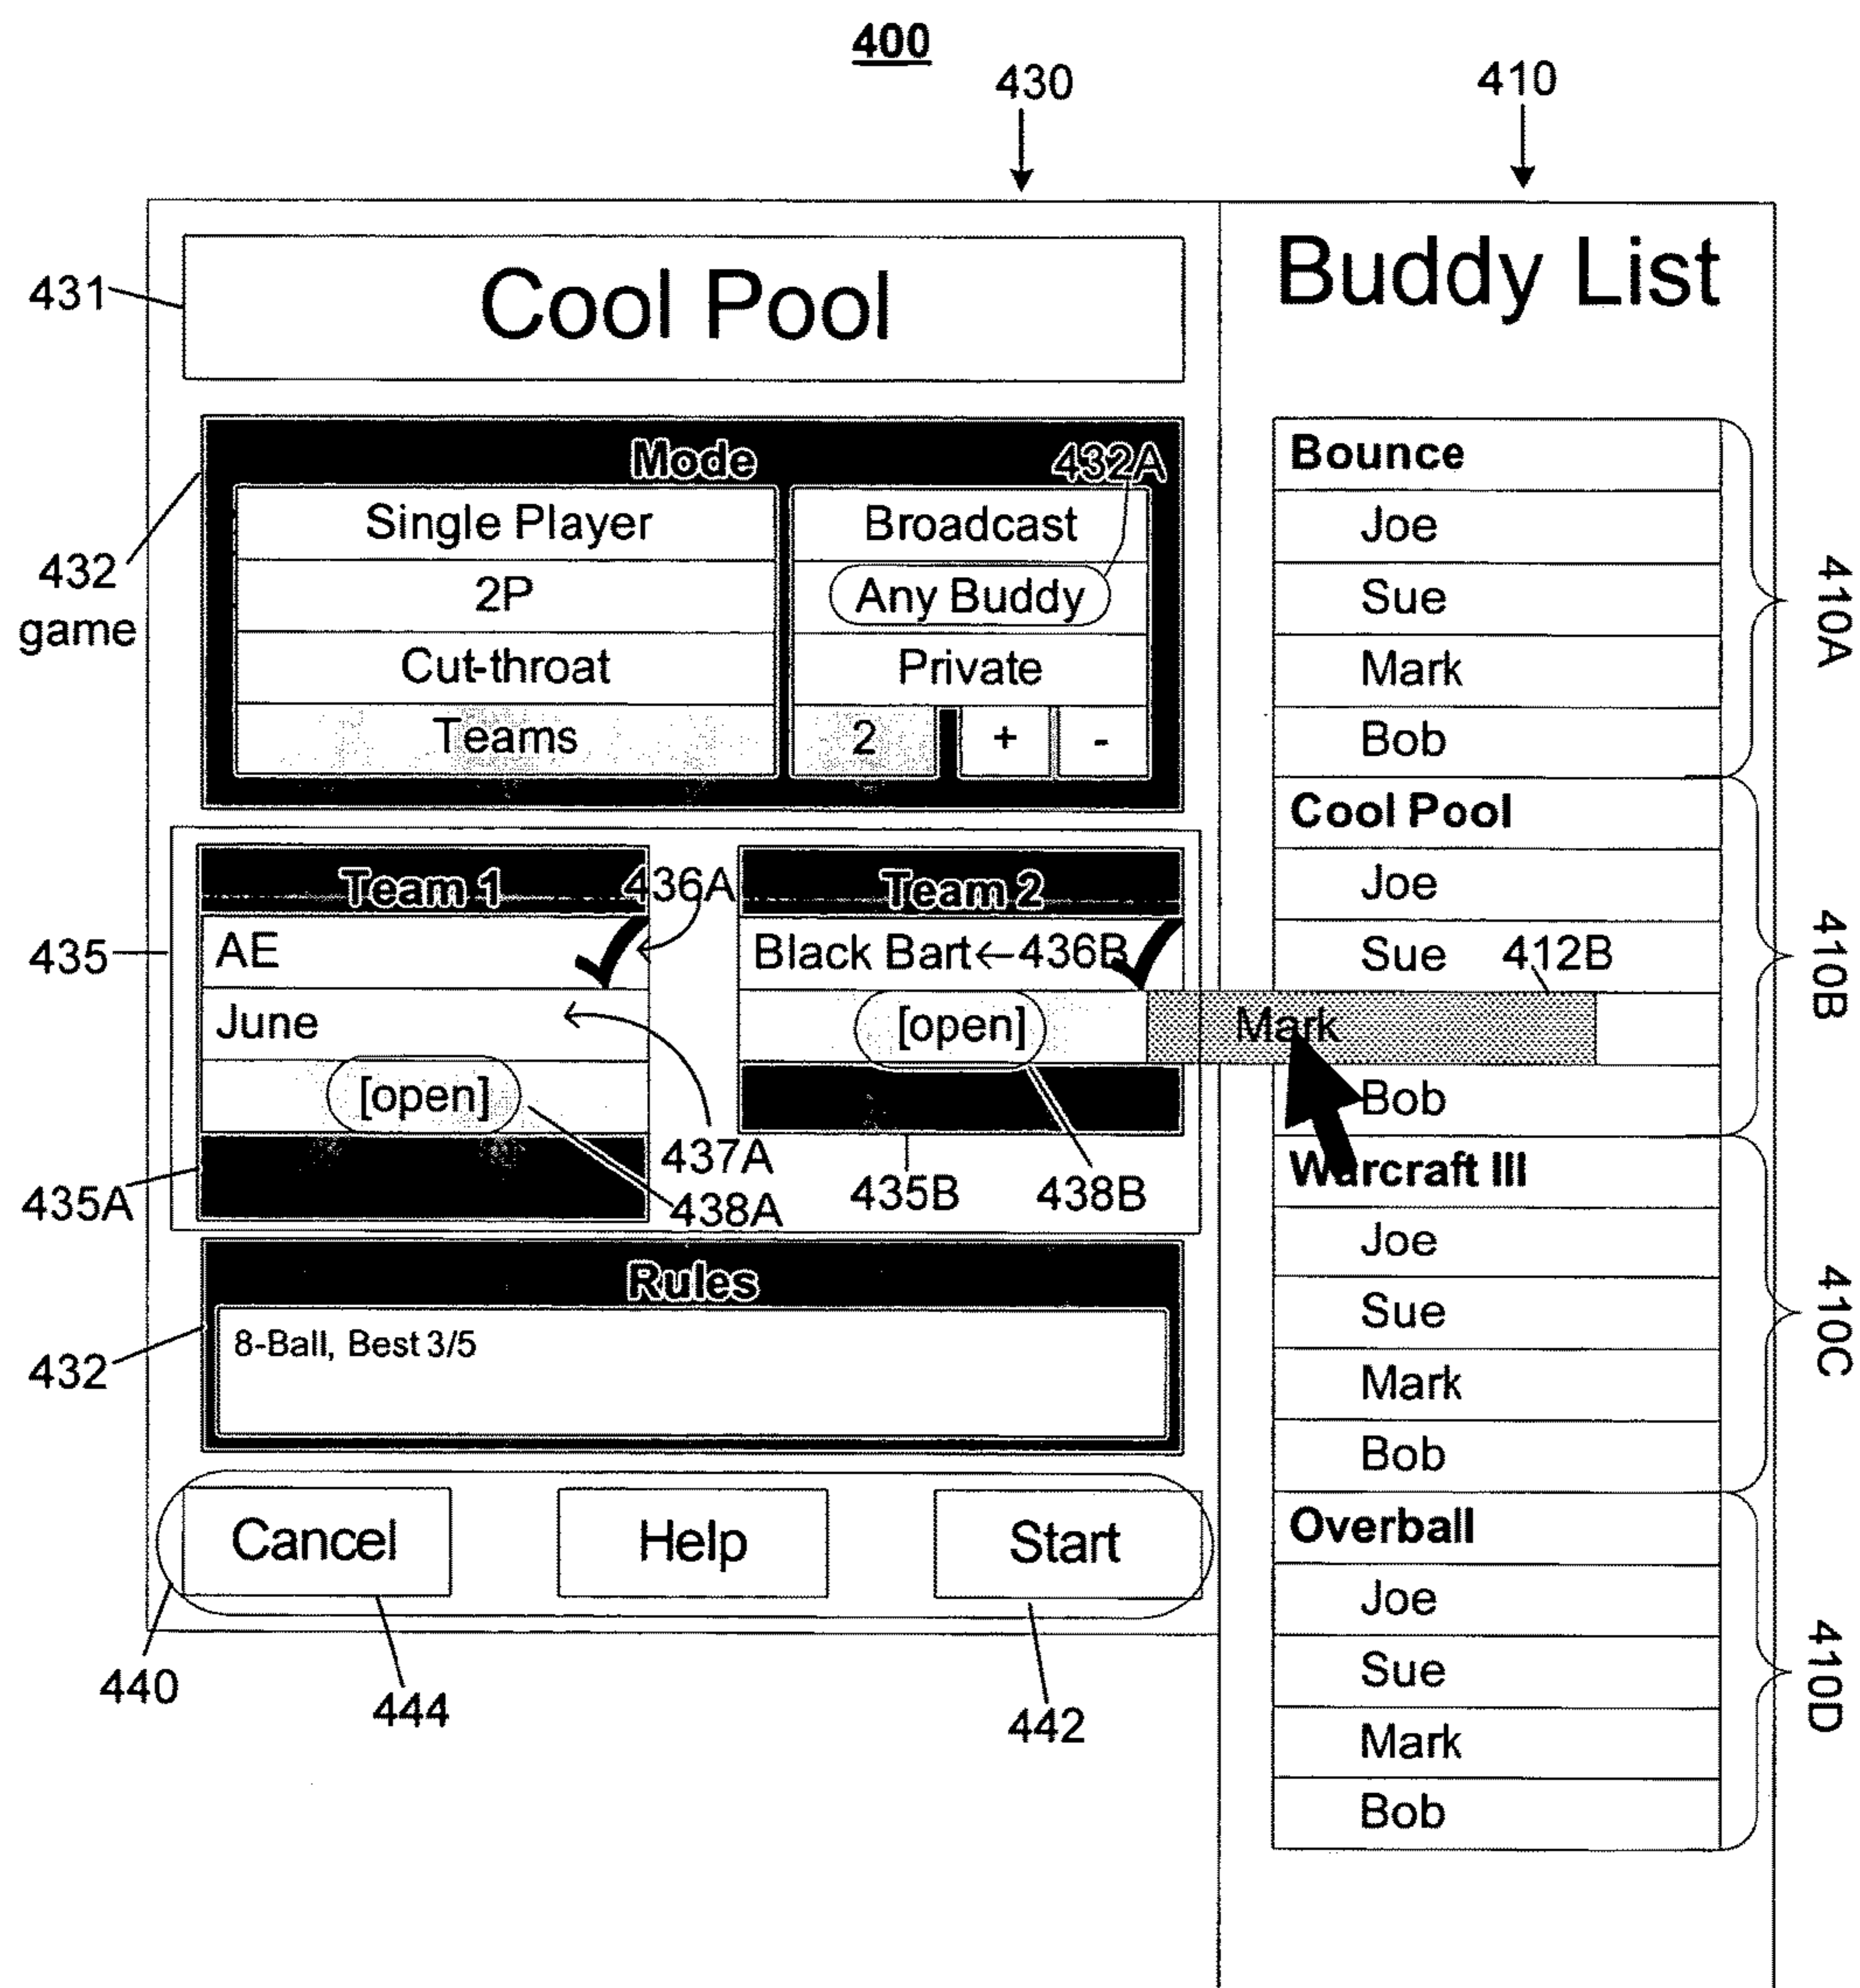 400
430
410
431
Cool Pool
Buddy List
432
game
Mode
432A
Single Player
Broadcast
2P
Any Buddy
Cut-throat
Private
Teams
2
+
-
435
Team 1
436A
AE
June
[open]
437A
438A
435A
Team 2
Black Bart←436B
[open]
435B
438B
Rules
432
8-Ball, Best 3/5
Cancel
Help
Start
440
444
442
Bounce
Joe
Sue
Mark
Bob
410A
Cool Pool
Joe
Sue
412B
Mark
Bob
410B
Warcraft III
Joe
Sue
Mark
Bob
410C
Overball
Joe
Sue
Mark
Bob
410D